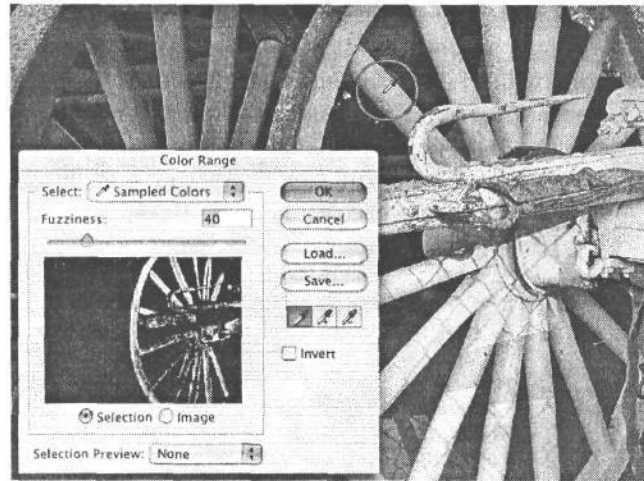 Color Range
Select: Sampled Colors
Fuzziness: 40
OK
Cancel
Load...
Save...
Invert
Selection Image
Selection Preview: None